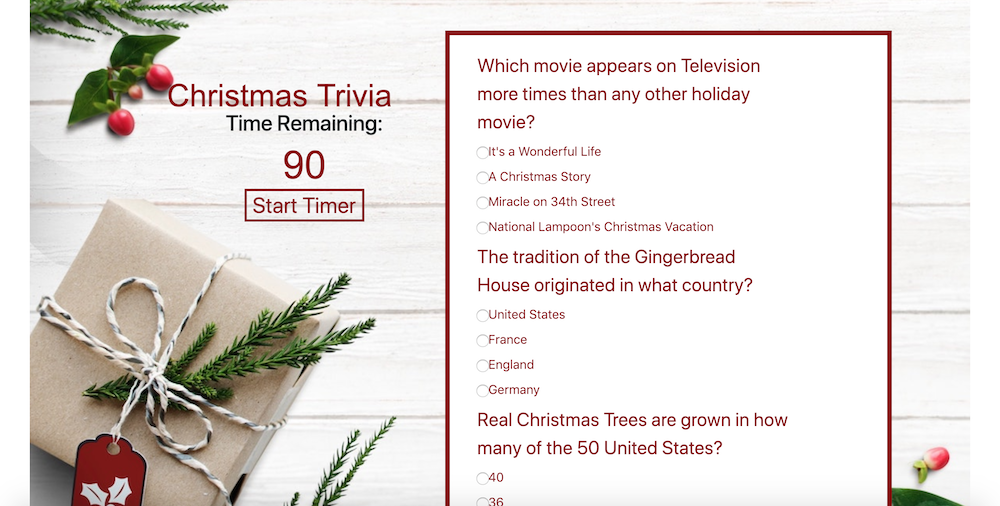 Christmas Trivia
Time Remaining:
90
Start Timer
Which movie appears on Television
more times than any other holiday
movie?
It's a Wonderful Life
A Christmas Story
Miracle on 34th Street
National Lampoon's Christmas Vacation
The tradition of the Gingerbread
House originated in what country?
United States
France
England
Germany
Real Christmas Trees are grown in how
many of the 50 United States?
40
36